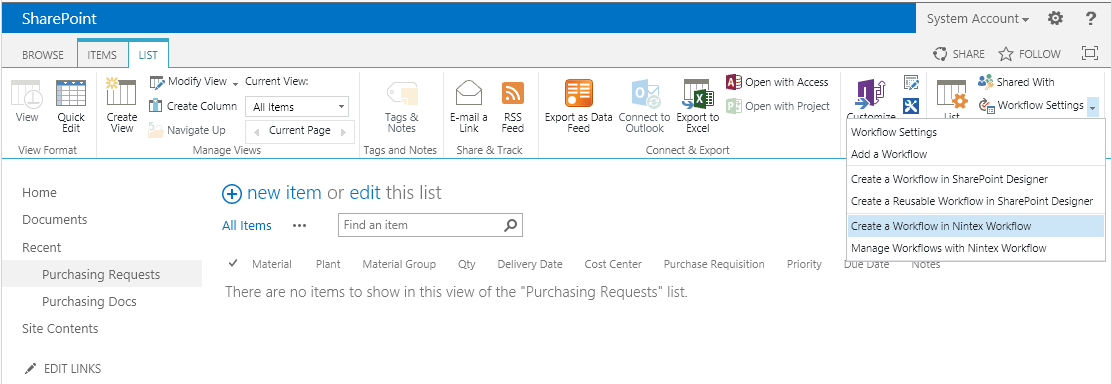 SharePoint
System Account
?
BROWSE ITEMS LIST
SHARE FOLLOW
View
Quick Edit
View Format
Create View
Modify View
Create Column
Navigate Up
Current View:
All Items
Current Page
Manage Views
Tags & Notes
Tags and Notes
E-mail a Link
RSS Feed
Share & Track
Export as Data Feed
Connect to Outlook
Export to Excel
Open with Access
Open with Project
Connect & Export
Customize
List
Shared With
Workflow Settings
Workflow Settings
Add a Workflow
Create a Workflow in SharePoint Designer
Create a Reusable Workflow in SharePoint Designer
Create a Workflow in Nintex Workflow
Manage Workflows with Nintex Workflow
Home
Documents
Recent
Purchasing Requests
Purchasing Docs
Site Contents
EDIT LINKS
new item or edit this list
All Items ••• Find an item
Material Plant Material Group Qty Delivery Date Cost Center Purchase Requisition Priority Due Date Notes
There are no items to show in this view of the "Purchasing Requests" list.